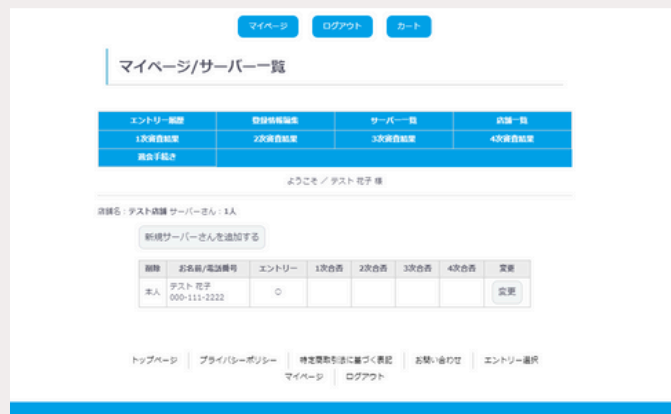 マイページ ログアウト カート
マイページ/サーバー一覧
エントリー履歴 登録情報編集 サーバー一覧 店舗一覧
1次審査結果 2次審査結果 3次審査結果 4次審査結果
退会手続き
ようこそ / テスト 花子 様
店舗名 : テスト店舗 サーバーさん : 1人
新規サーバーさんを追加する
削除 お名前/電話番号 エントリー 1次合否 2次合否 3次合否 4次合否 変更
本人 テスト 花子 ○ 変更
000-111-2222
トップページ プライバシーポリシー 特定商取引法に基づく表記 お問い合わせ エントリー選択
マイページ ログアウト